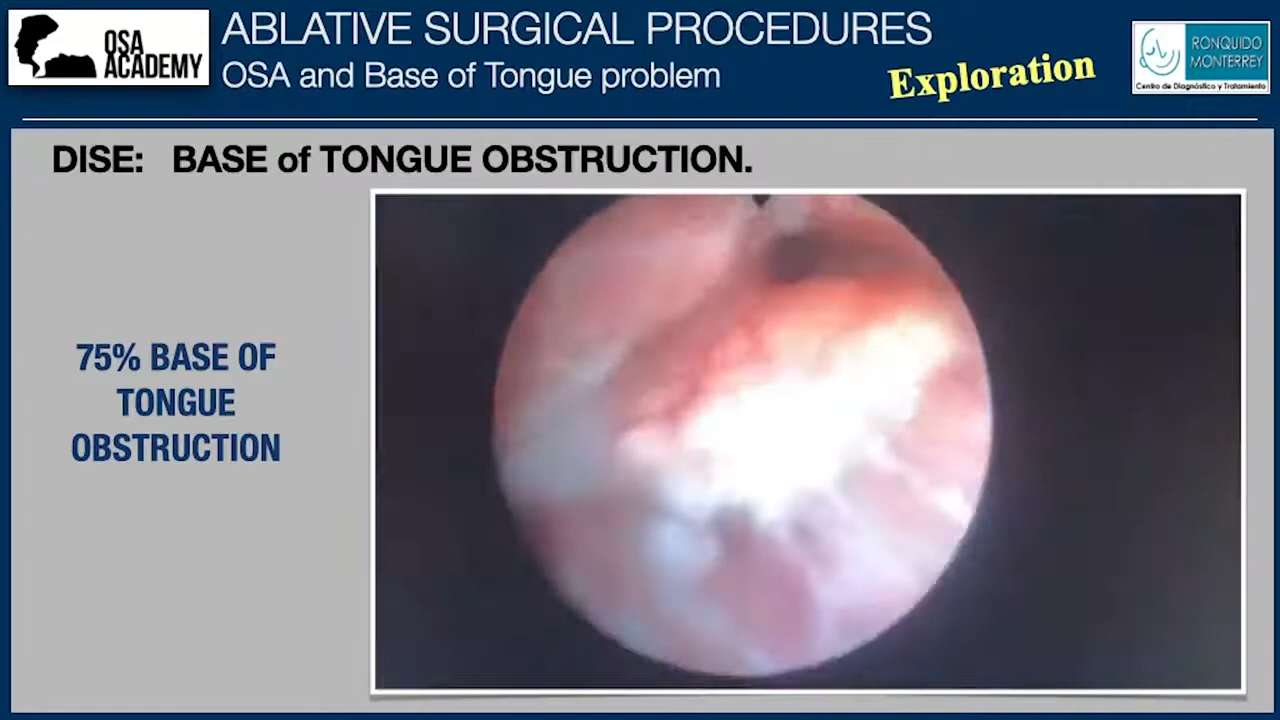 OSA
ACADEMY
ABLATIVE SURGICAL PROCEDURES
OSA and Base of Tongue problem
Exploration
RONQUIDO
MONTERREY
Centro de Diagnóstico y Tratamiento
DISE: BASE of TONGUE OBSTRUCTION.
75% BASE OF
TONGUE
OBSTRUCTION